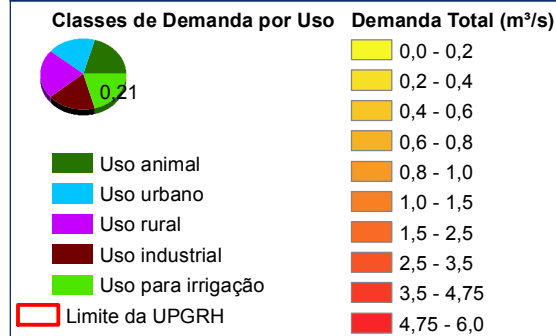 Classes de Demanda por Uso
0,21
Uso animal
Uso urbano
Uso rural
Uso industrial
Uso para irrigação
Limite da UPGRH
Demanda Total (m³/s)
0,0 - 0,2
0,2 - 0,4
0,4 - 0,6
0,6 - 0,8
0,8 - 1,0
1,0 - 1,5
1,5 - 2,5
2,5 - 3,5
3,5 - 4,75
4,75 - 6,0